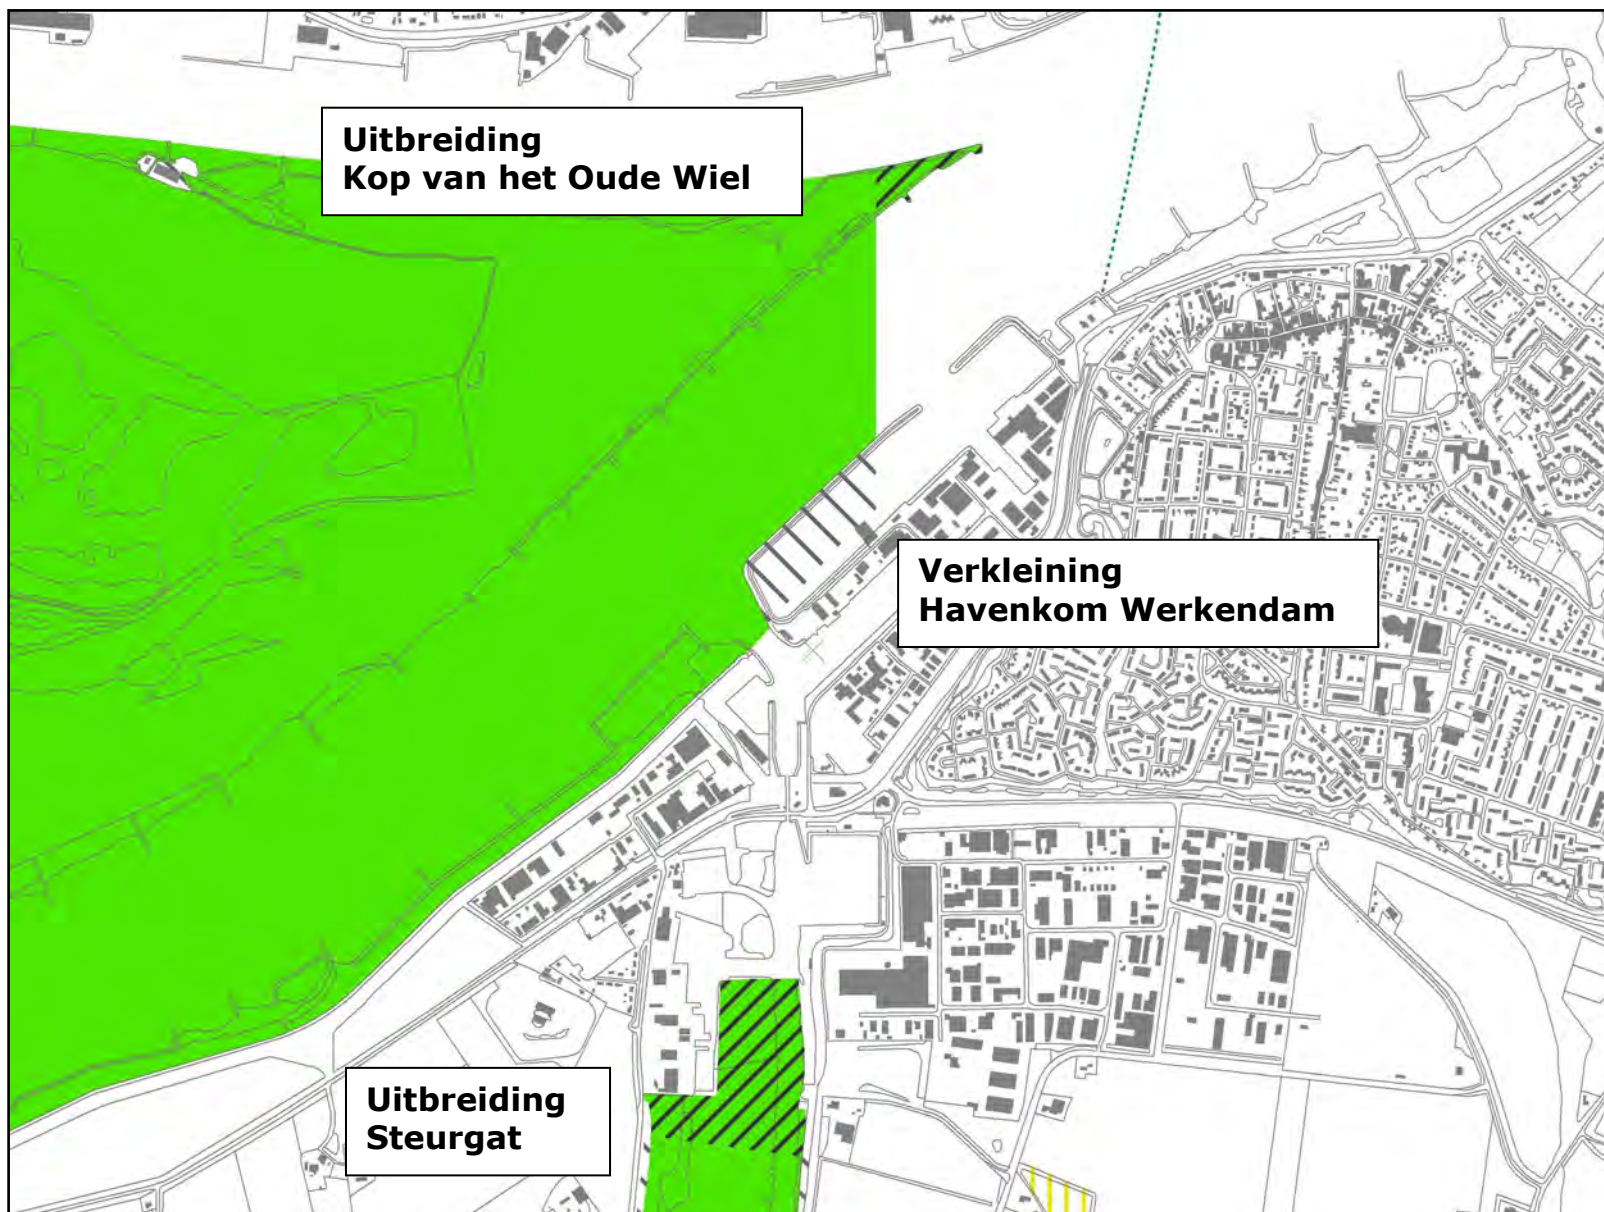 Uitbreiding
Kop van het Oude Wiel
Verkleining
Havenkom Werkendam
Uitbreiding
Steurgat